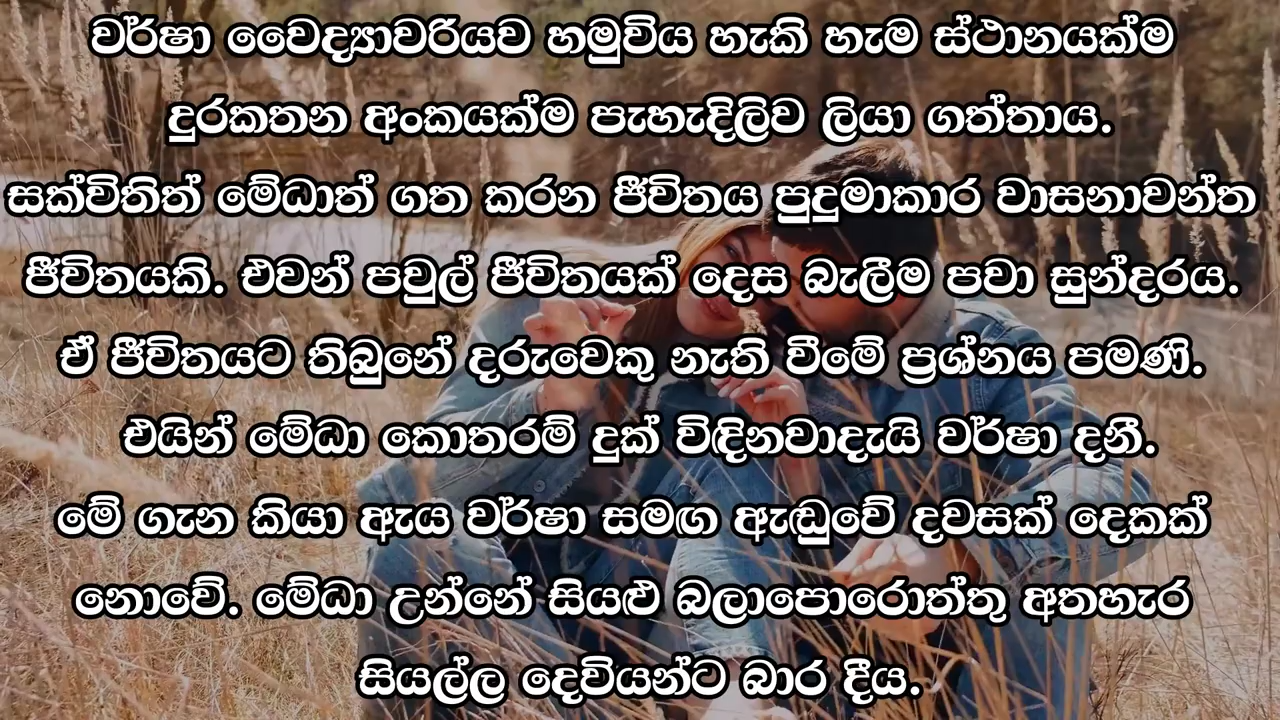 වර්ෂා වෛද්‍යාවරියව හමුවිය හැකි හැම ස්ථානයක්ම
දුරකතන අංකයක්ම පැහැදිලිව ලියා ගත්තාය.
සක්විතිත් මේධාත් ගත කරන ජීවිතය පුදුමාකාර වාසනාවන්ත
ජීවිතයකි. එවන් පවුල් ජීවිතයක් දෙස බැලීම පවා සුන්දරය.
ඒ ජීවිතයට තිබුනේ දරුවෙකු නැති වීමේ ප්‍රශ්නය පමණි.
එයින් මේධා කොතරම් දුක් විඳිනවාදැයි වර්ෂා දනී.
මේ ගැන කියා ඇය වර්ෂා සමඟ ඇඬුවේ දවසක් දෙකක්
නොවේ. මේධා උන්නේ සියළු බලාපොරොත්තු අතහැර
සියල්ල දෙවියන්ට බාර දීය.